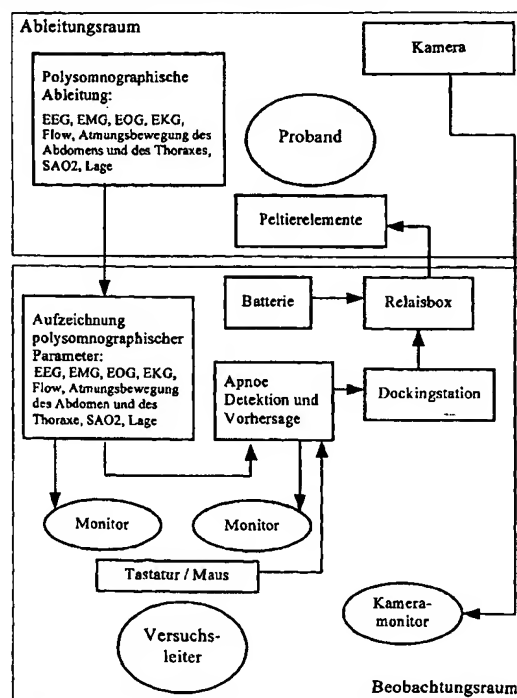 Ableitungsraum
Kamera
Polysomnographische
Ableitung:
EEG, EMG, EOG, EKG,
Flow, Atmungsbewegung des
Abdomens und des Thoraxes,
SAO2, Lage
Proband
Peltierelemente
Batterie
Relaisbox
Aufzeichnung
polysomnographischer
Parameter:
EEG, EMG, EOG, EKG,
Flow, Atmungsbewegung
des Abdomen und des
Thoraxe, SAO2, Lage
Apnoe
Detektion und
Vorhersage
Dockingstation
Monitor
Monitor
Tastatur / Maus
Versuchs-
leiter
Kamera-
monitor
Beobachtungsraum